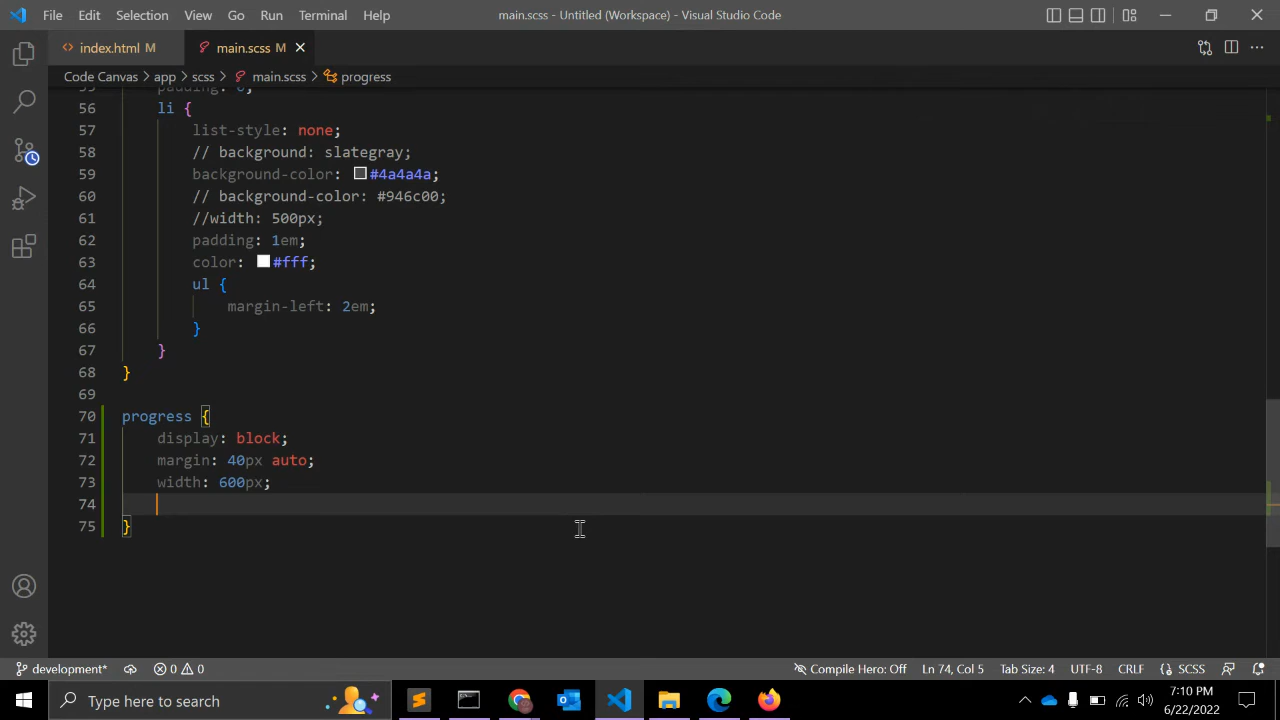 File Edit Selection View Go Run Terminal Help main.scss - Untitled (Workspace) - Visual Studio Code
index.html M main.scss M
Code Canvas > app > scss > main.scss > progress
55 padding: 0;
56 li {
57 list-style: none;
58 // background: slategray;
59 background-color: #4a4a4a;
60 // background-color: #946c00;
61 //width: 500px;
62 padding: 1em;
63 color: #fff;
64 ul {
65 margin-left: 2em;
66 }
67 }
68 }
69
70 progress {
71 display: block;
72 margin: 40px auto;
73 width: 600px;
74
75 }
development* 0 0 Compile Hero: Off Ln 74, Col 5 Tab Size: 4 UTF-8 CRLF SCSS
Type here to search
7:10 PM
6/22/2022